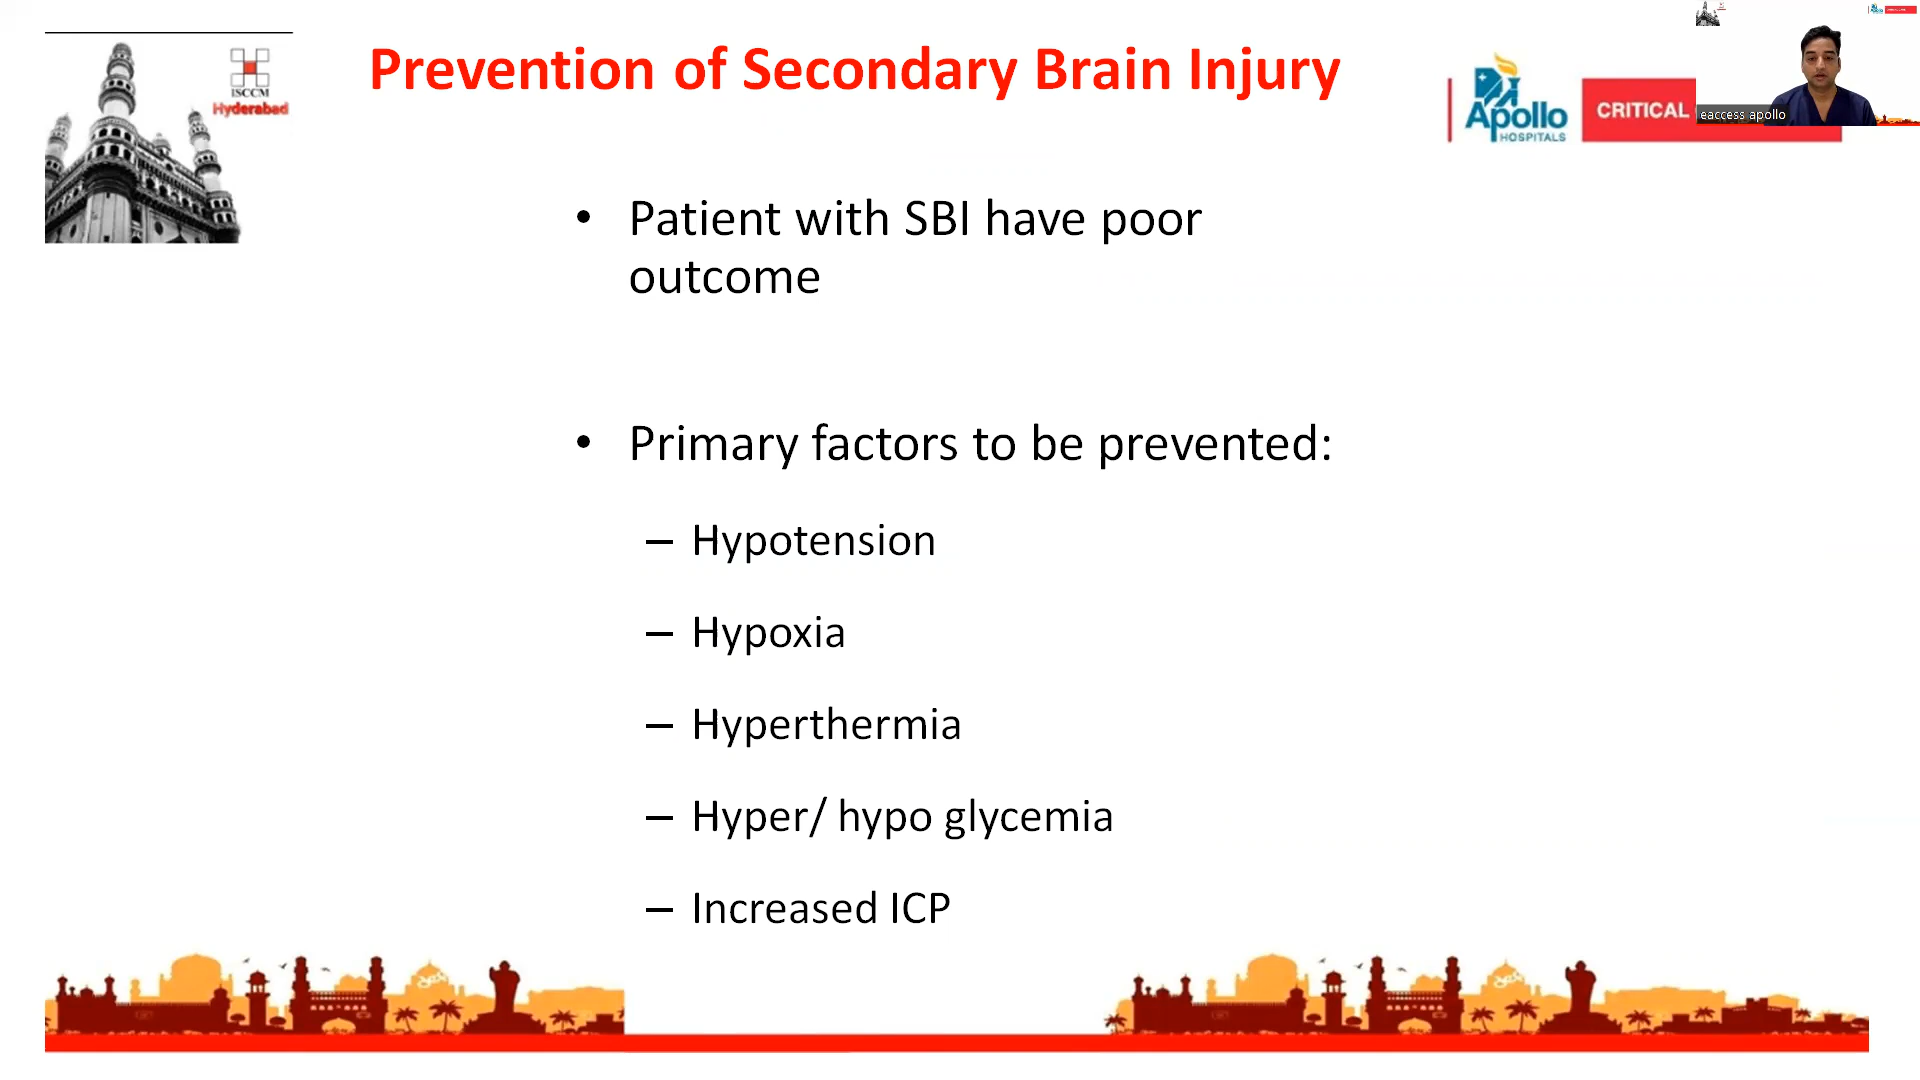 Prevention of Secondary Brain Injury
ISCCM
Hyderabad
Apollo
HOSPITALS
CRITICAL
eaccess apollo
• Patient with SBI have poor
outcome
• Primary factors to be prevented:
– Hypotension
– Hypoxia
– Hyperthermia
– Hyper/ hypo glycemia
– Increased ICP